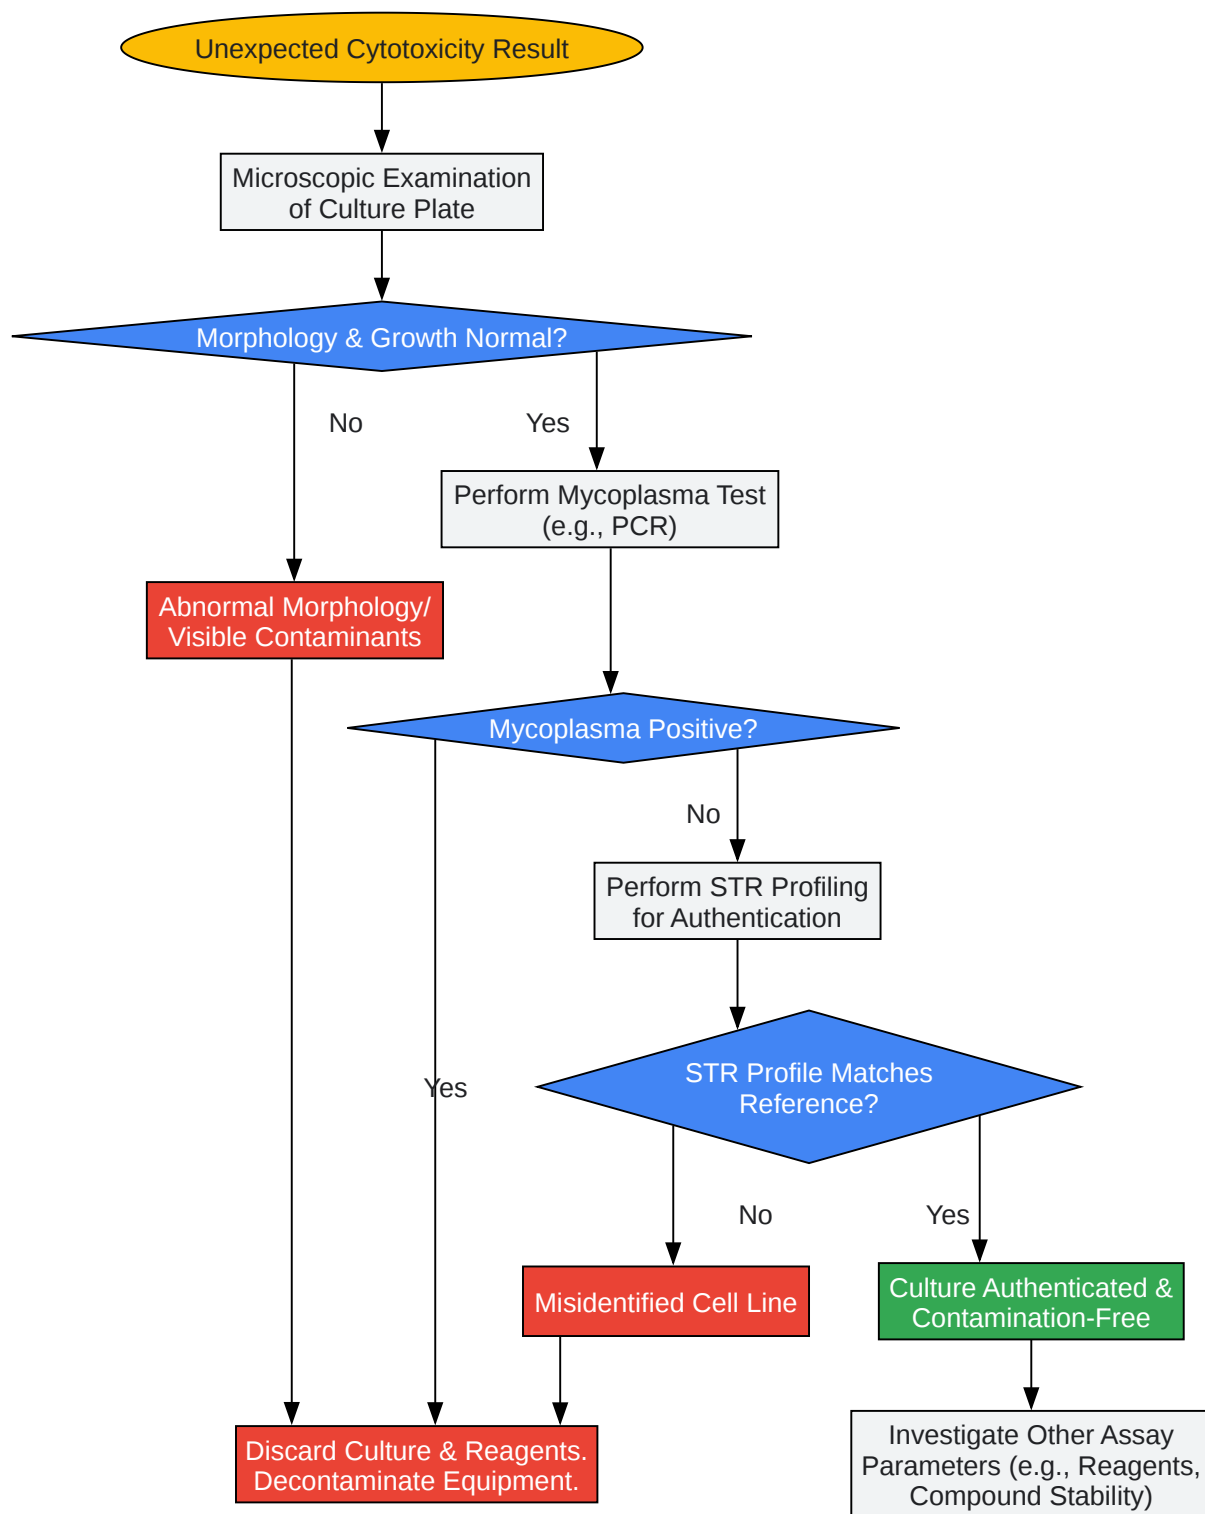 Unexpected Cytotoxicity Result
Microscopic Examination
of Culture Plate
Morphology & Growth Normal?
No
Yes
Perform Mycoplasma Test
(e.g., PCR)
Abnormal Morphology/
Visible Contaminants
Mycoplasma Positive?
No
Perform STR Profiling
for Authentication
STR Profile Matches
Reference?
Yes
No
Yes
Misidentified Cell Line
Culture Authenticated &
Contamination-Free
Discard Culture & Reagents.
Decontaminate Equipment.
Investigate Other Assay
Parameters (e.g., Reagents,
Compound Stability)